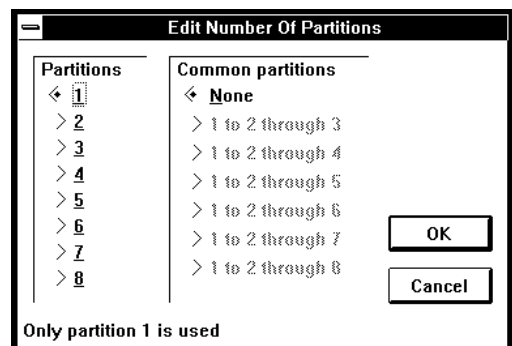 Edit Number Of Partitions
Partitions
1
2
3
4
5
6
7
8
Common partitions
None
1 to 2 through 3
1 to 2 through 4
1 to 2 through 5
1 to 2 through 6
1 to 2 through 7
1 to 2 through 8
OK
Cancel
Only partition 1 is used